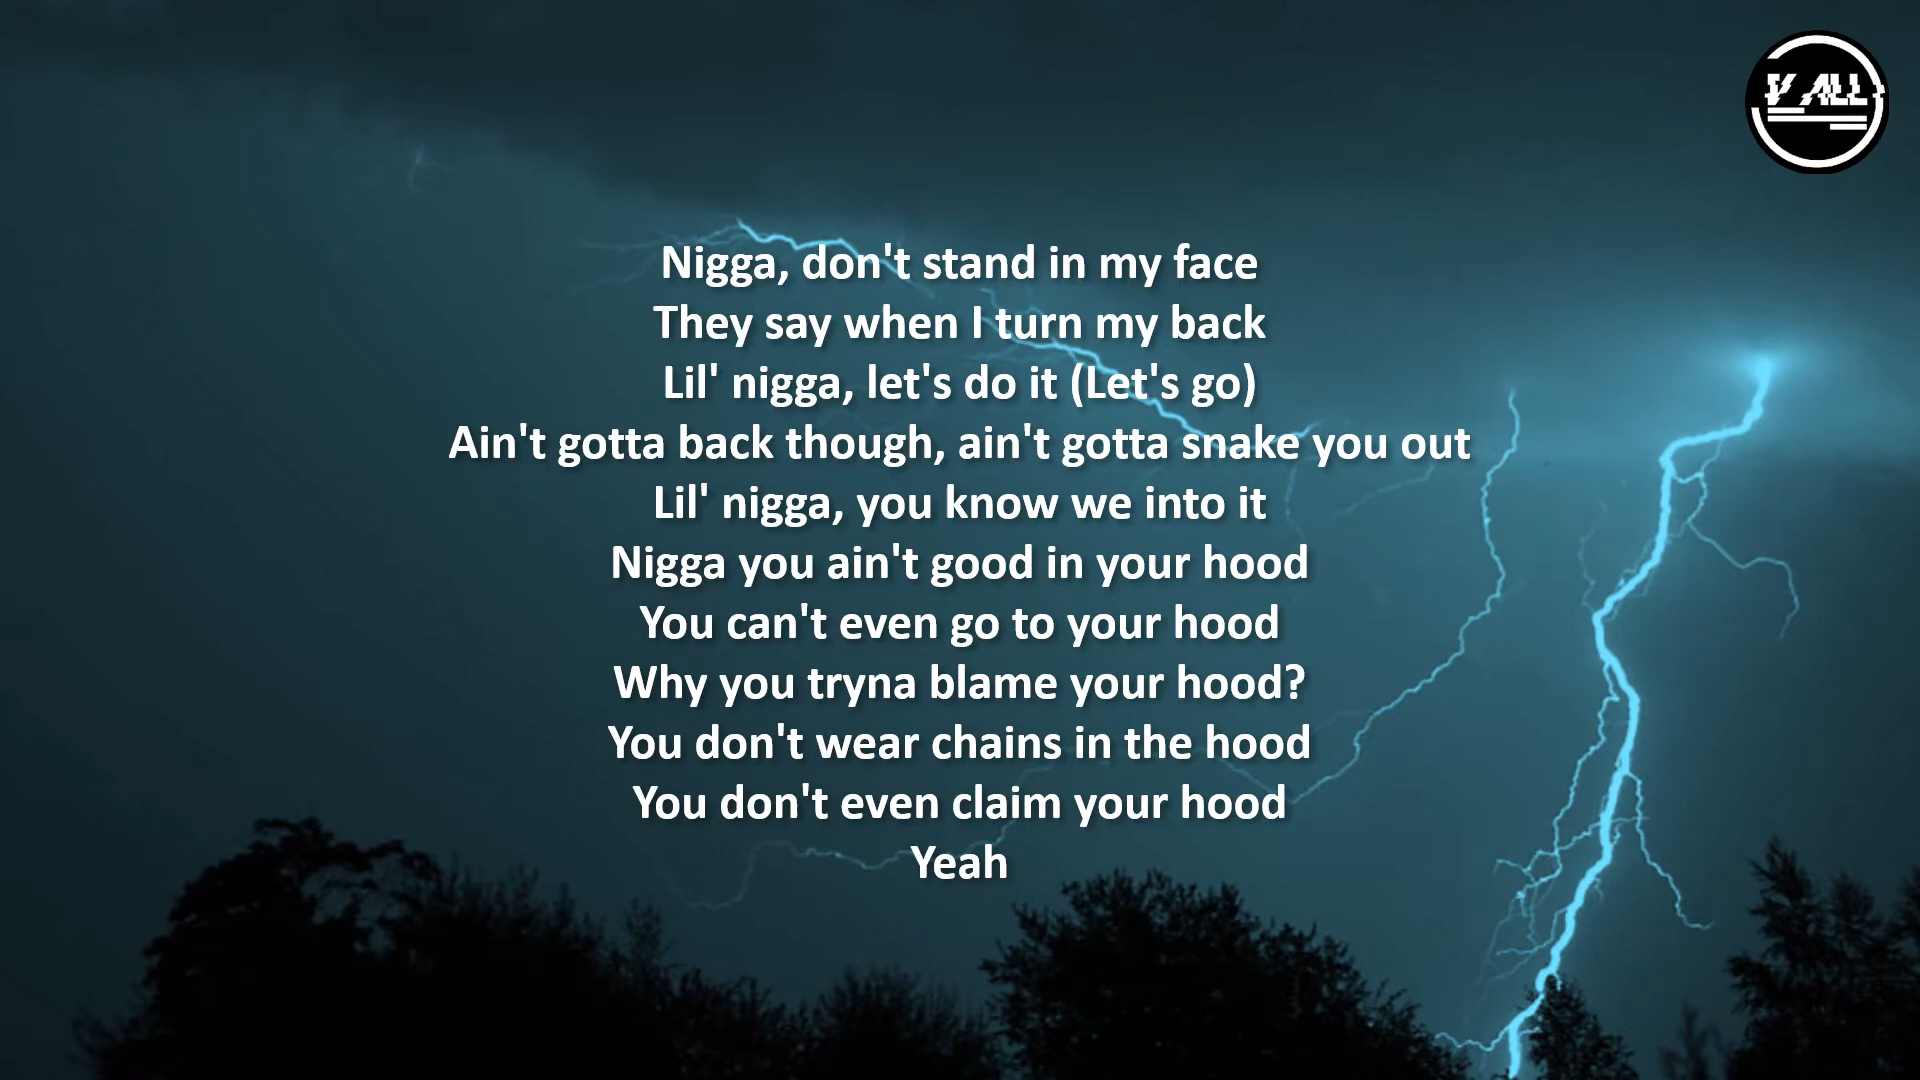 V ALL
Nigga, don't stand in my face
They say when I turn my back
Lil' nigga, let's do it (Let's go)
Ain't gotta back though, ain't gotta snake you out
Lil' nigga, you know we into it
Nigga you ain't good in your hood
You can't even go to your hood
Why you tryna blame your hood?
You don't wear chains in the hood
You don't even claim your hood
Yeah